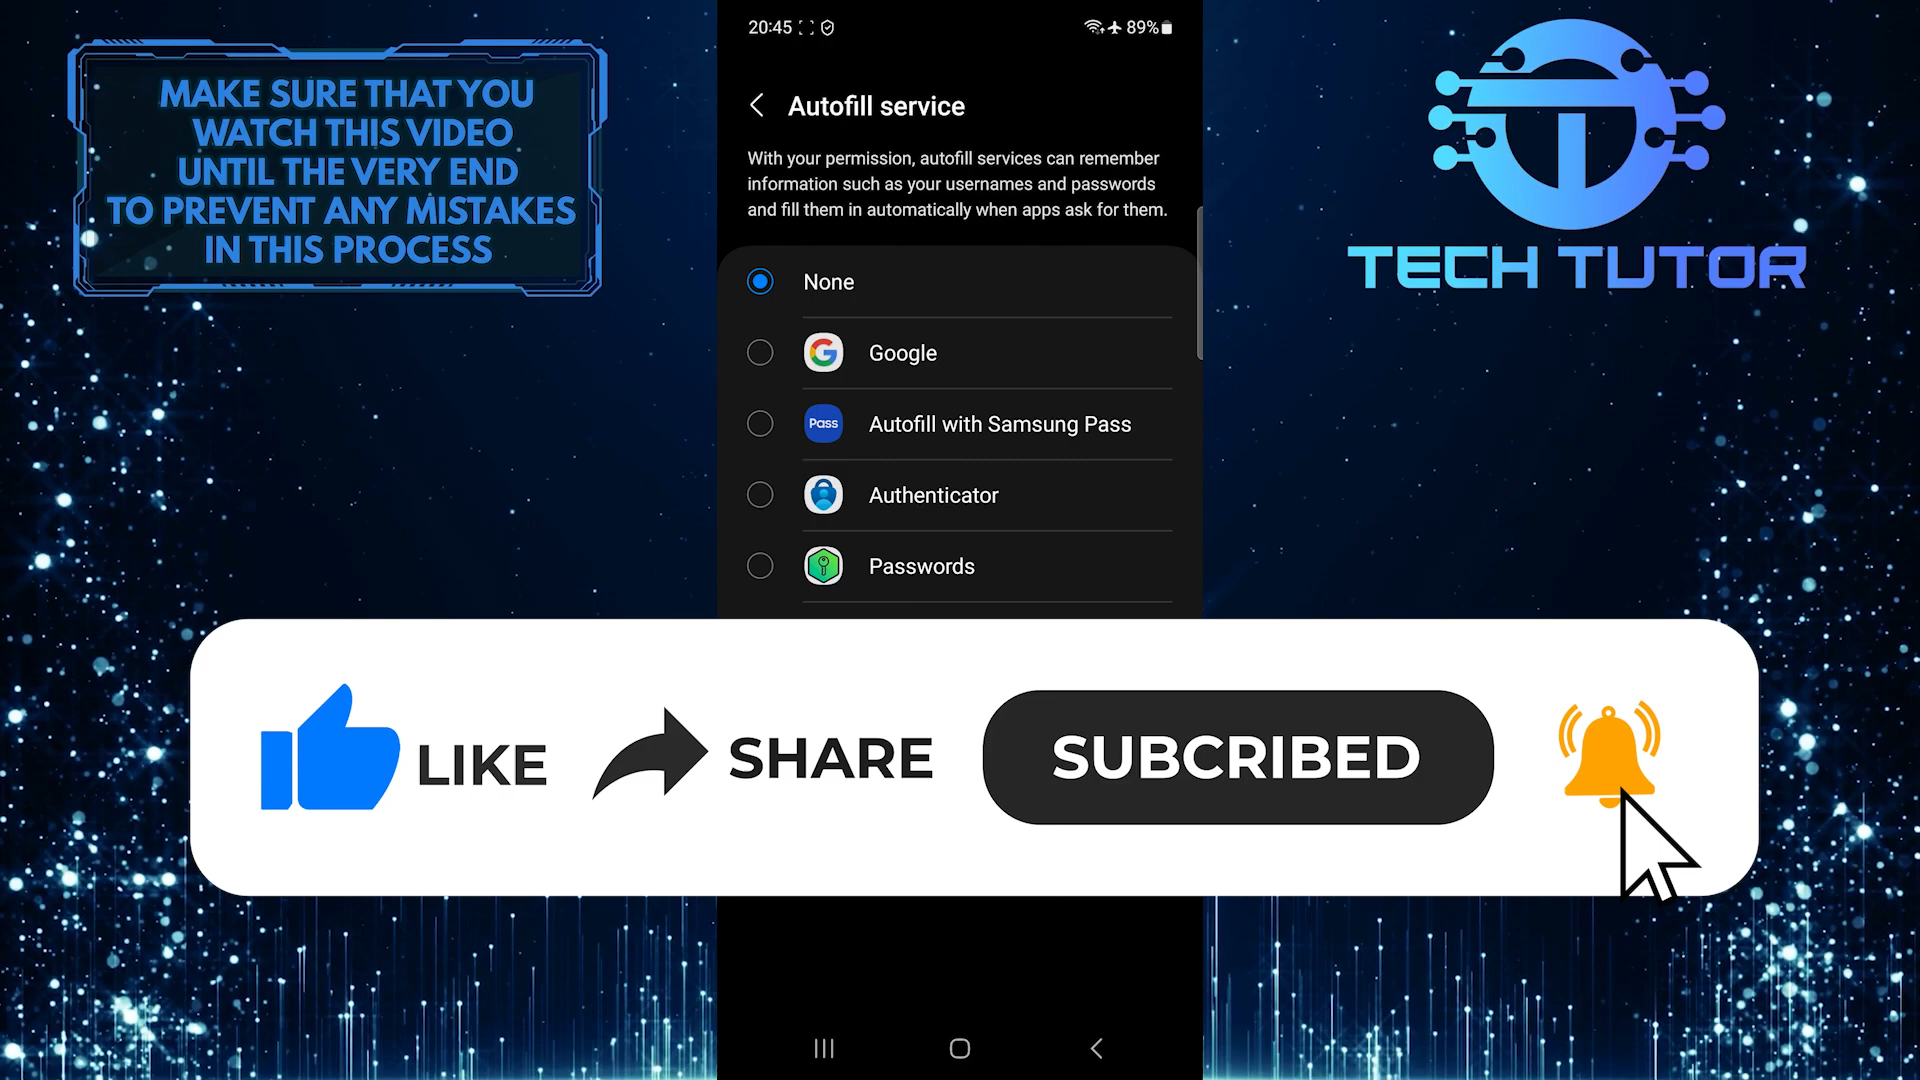 MAKE SURE THAT YOU
WATCH THIS VIDEO
UNTIL THE VERY END
TO PREVENT ANY MISTAKES
IN THIS PROCESS
20:45
89%
Autofill service
With your permission, autofill services can remember
information such as your usernames and passwords
and fill them in automatically when apps ask for them.
None
Google
Pass Autofill with Samsung Pass
Authenticator
Passwords
TECH TUTOR
LIKE
SHARE
SUBCRIBED